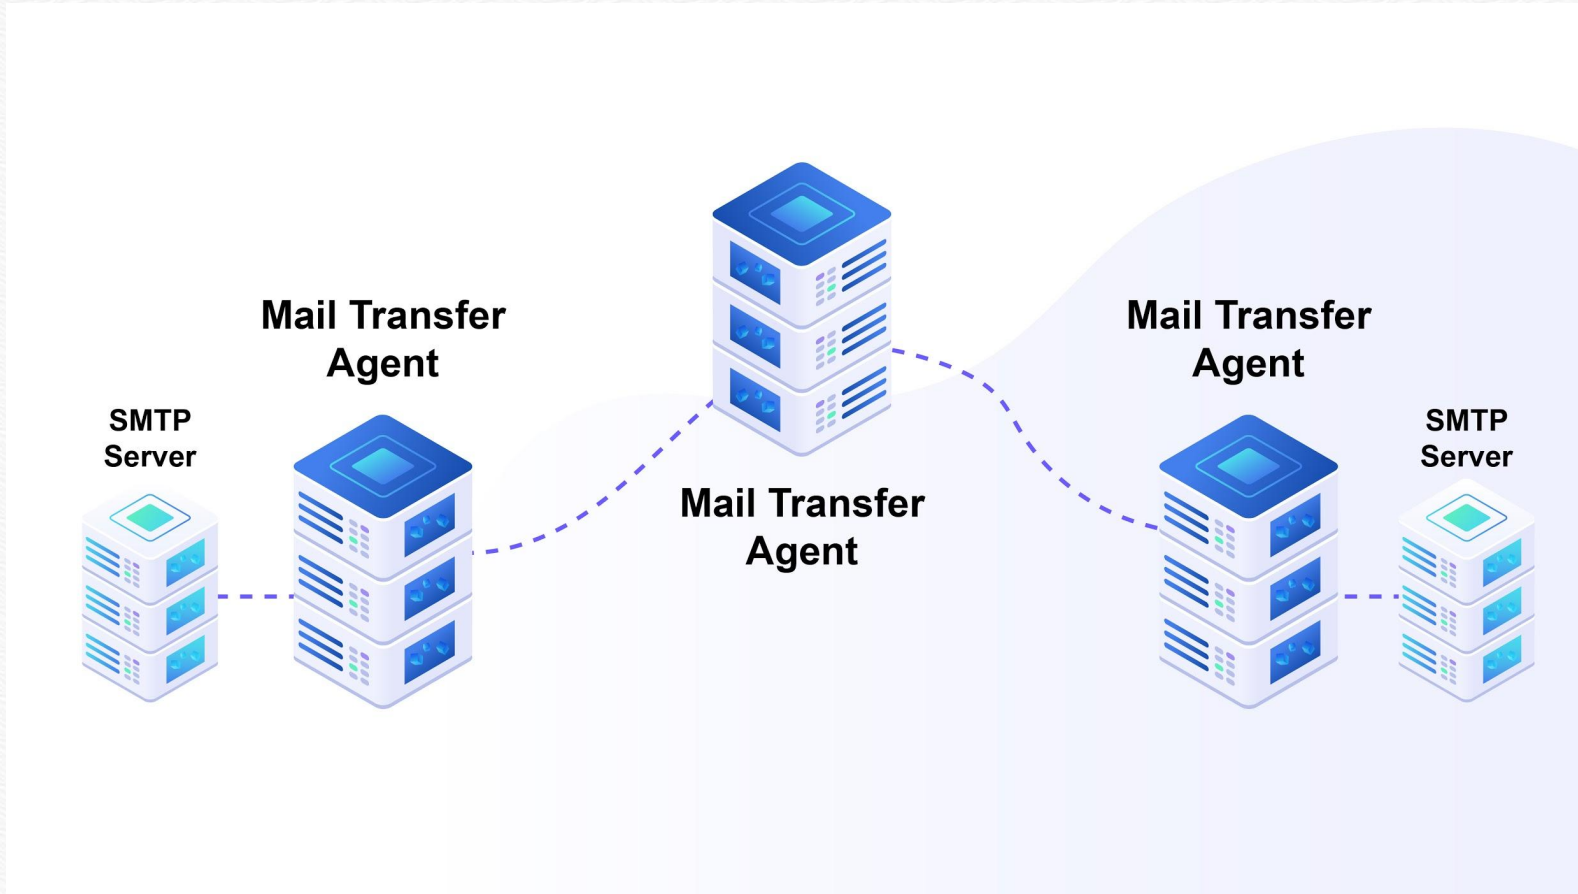 Mail Transfer
Agent
SMTP
Server
Mail Transfer
Agent
Mail Transfer
Agent
SMTP
Server